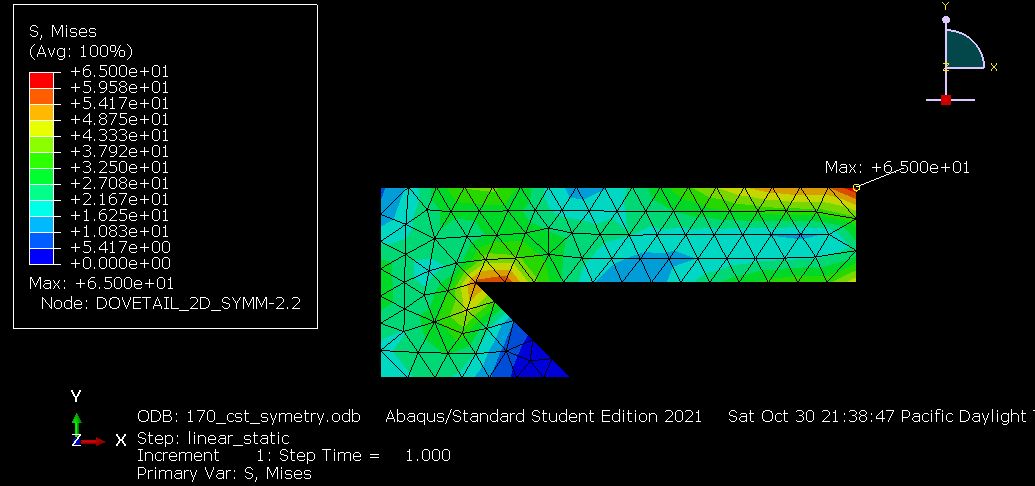 S, Mises
(Avg: 100%)
+6.500e+01
+5.958e+01
+5.417e+01
+4.875e+01
+4.333e+01
+3.792e+01
+3.250e+01
+2.708e+01
+2.167e+01
+1.625e+01
+1.083e+01
+5.417e+00
+0.000e+00
Max: +6.500e+01
Node: DOVETAIL_2D_SYMM-2.2
Y
Z X
Max: +6.500e+01
Y
Z X
ODB: 170_cst_symetry.odb Abaqus/Standard Student Edition 2021 Sat Oct 30 21:38:47 Pacific Daylight
Step: linear_static
Increment 1: Step Time = 1.000
Primary Var: S, Mises